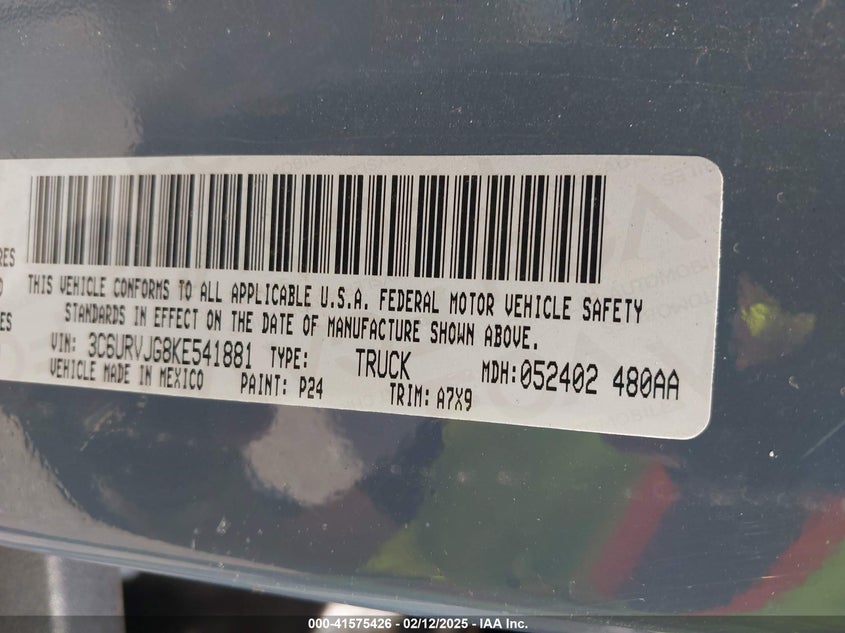 RES
THIS VEHICLE CONFORMS TO ALL APPLICABLE U.S.A. FEDERAL MOTOR VEHICLE SAFETY
STANDARDS IN EFFECT ON THE DATE OF MANUFACTURE SHOWN ABOVE.
ES
VIN: 3C6URVJG8KE541881 TYPE: TRUCK MDH:052402 480AA
VEHICLE MADE IN MEXICO PAINT: P24 TRIM: A7X9
000-41575426 - 02/12/2025 - IAA Inc.